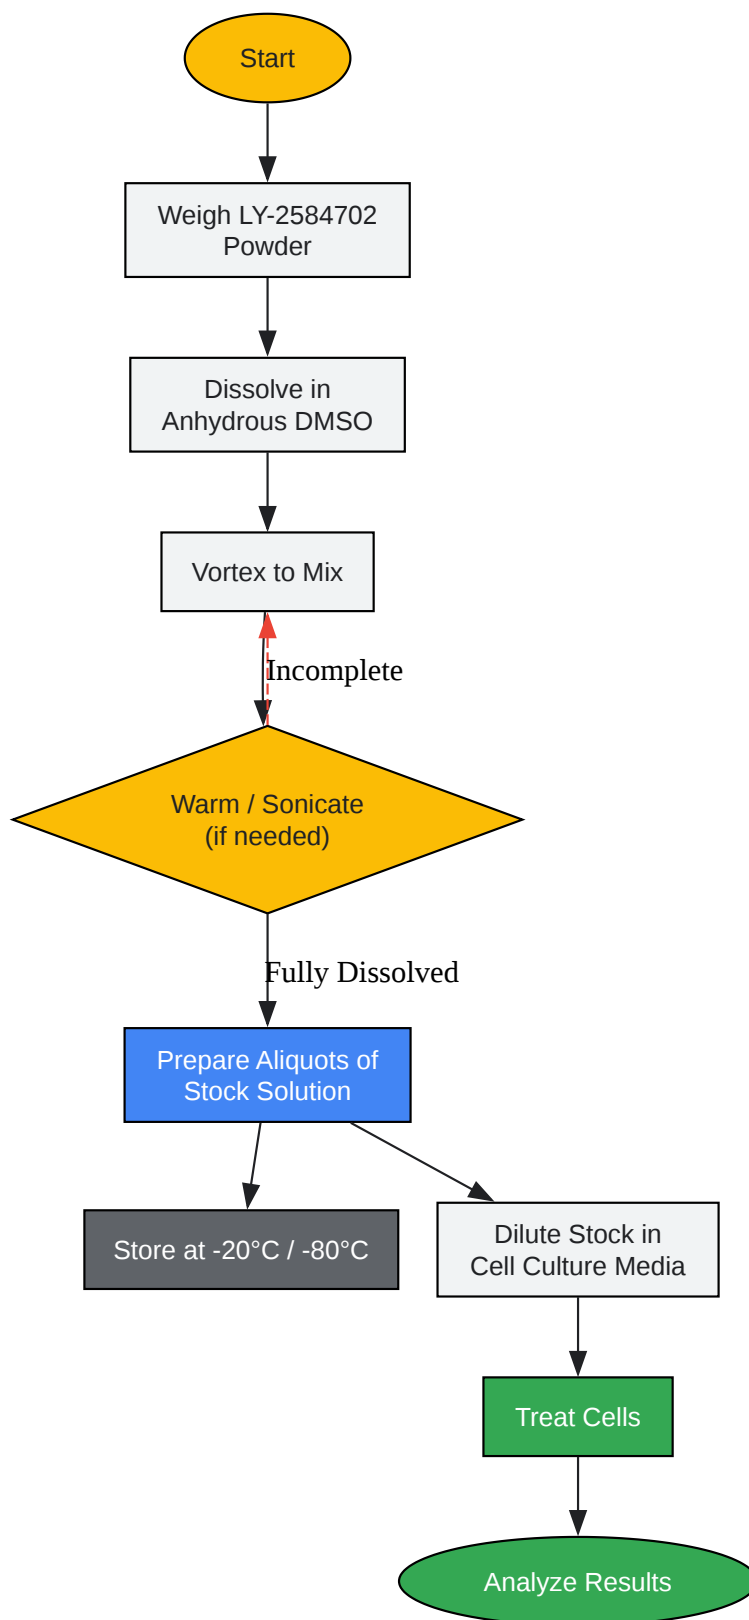 Start
Weigh LY-2584702
Powder
Dissolve in
Anhydrous DMSO
Vortex to Mix
Incomplete
Warm / Sonicate
(if needed)
Fully Dissolved
Prepare Aliquots of
Stock Solution
Store at -20°C / -80°C
Dilute Stock in
Cell Culture Media
Treat Cells
Analyze Results